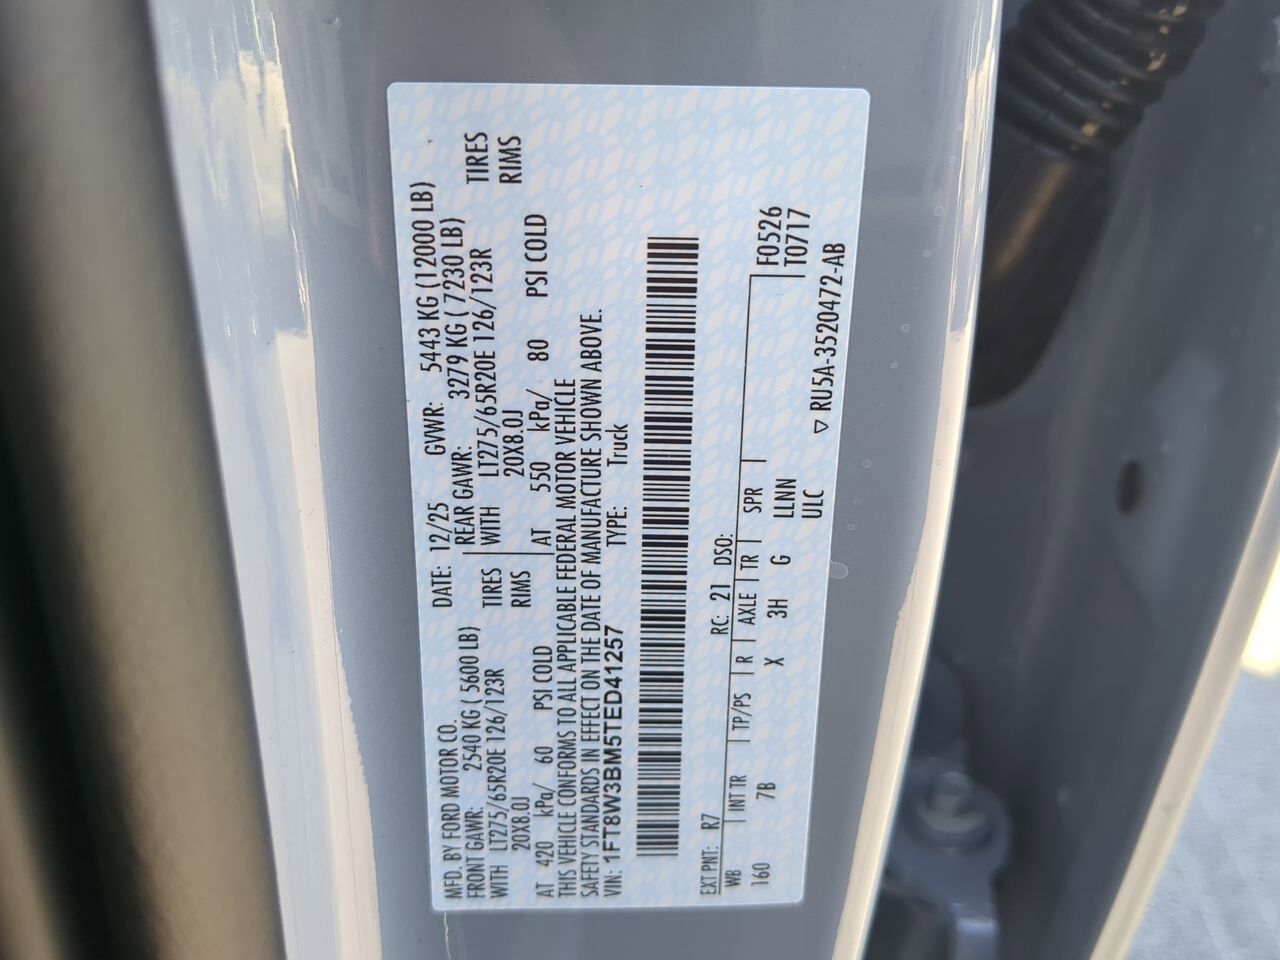 MFD. BY FORD MOTOR CO. DATE: 12/25 GVWR: 5443 KG (12000 LB)
FRONT GAWR: 2540 KG ( 5600 LB) REAR GAWR: 3279 KG ( 7230 LB)
WITH LT275/65R20E 126/123R TIRES WITH LT275/65R20E 126/123R TIRES
20X8.0J RIMS 20X8.0J RIMS
AT 420 kPa/ 60 PSI COLD AT 550 kPa/ 80 PSI COLD
THIS VEHICLE CONFORMS TO ALL APPLICABLE FEDERAL MOTOR VEHICLE
SAFETY STANDARDS IN EFFECT ON THE DATE OF MANUFACTURE SHOWN ABOVE.
VIN: 1FT8W3BM5TED41257 TYPE: Truck
EXT PNT: R7 RC: 21 DSO:
WB INT TR TP/PS R AXLE TR SPR F0526
160 7B X 3H G LLNN T0717
ULC
▽ RU5A-3520472-AB